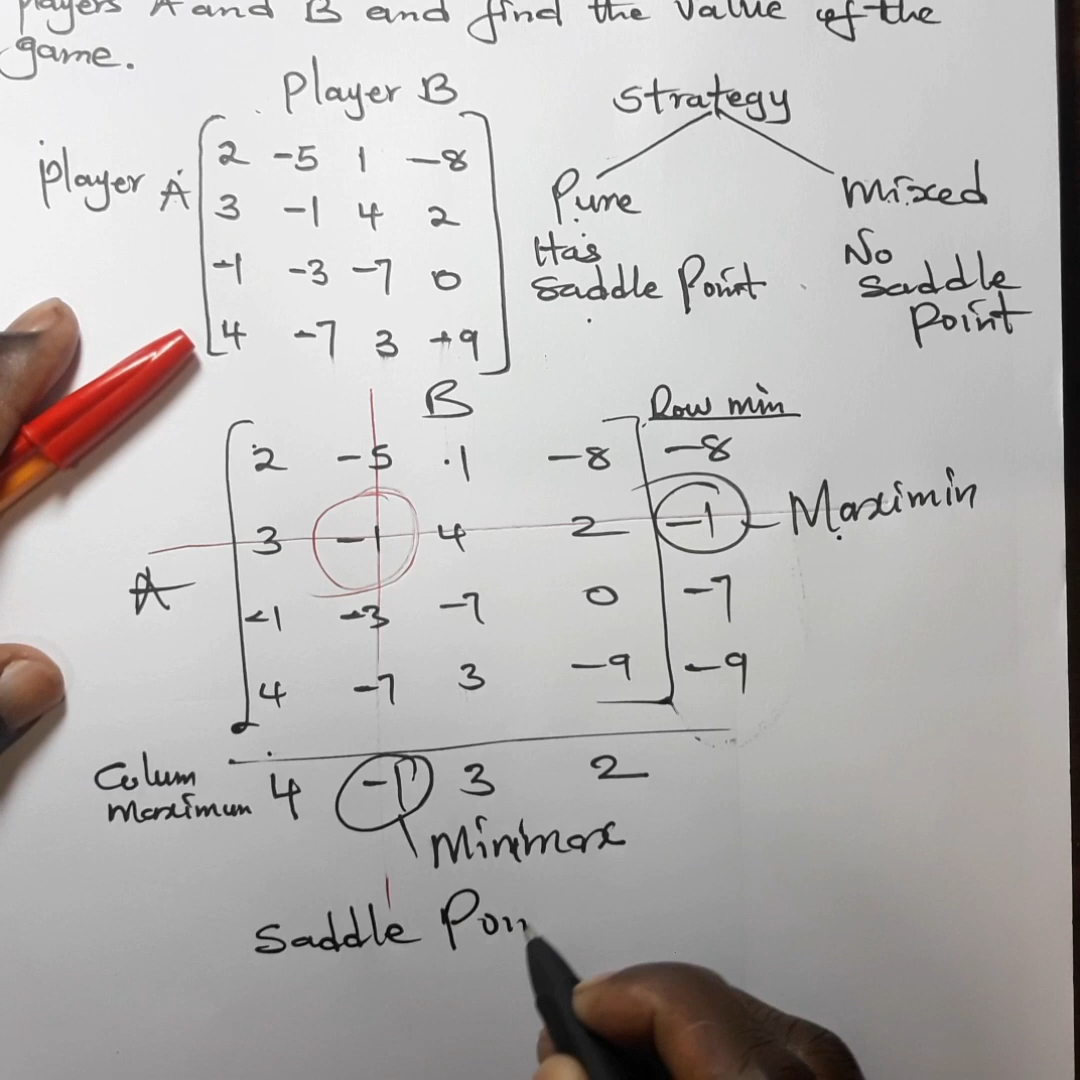 players A and B and find the value of the
game.
Player B
strategy
player A
2 -5 1 -8
3 -1 4 2
-1 -3 -7 0
4 -7 3 +9
Pure
Has
saddle Point
mixed
No
saddle
point
B
Row min
2 -5 1 -8 -8
3 -1 4 2 -1 Maximin
A
-1 -3 -7 0 -7
4 -7 3 -9 -9
Colum
maximum
4 -1 3 2
Minimax
saddle Poin